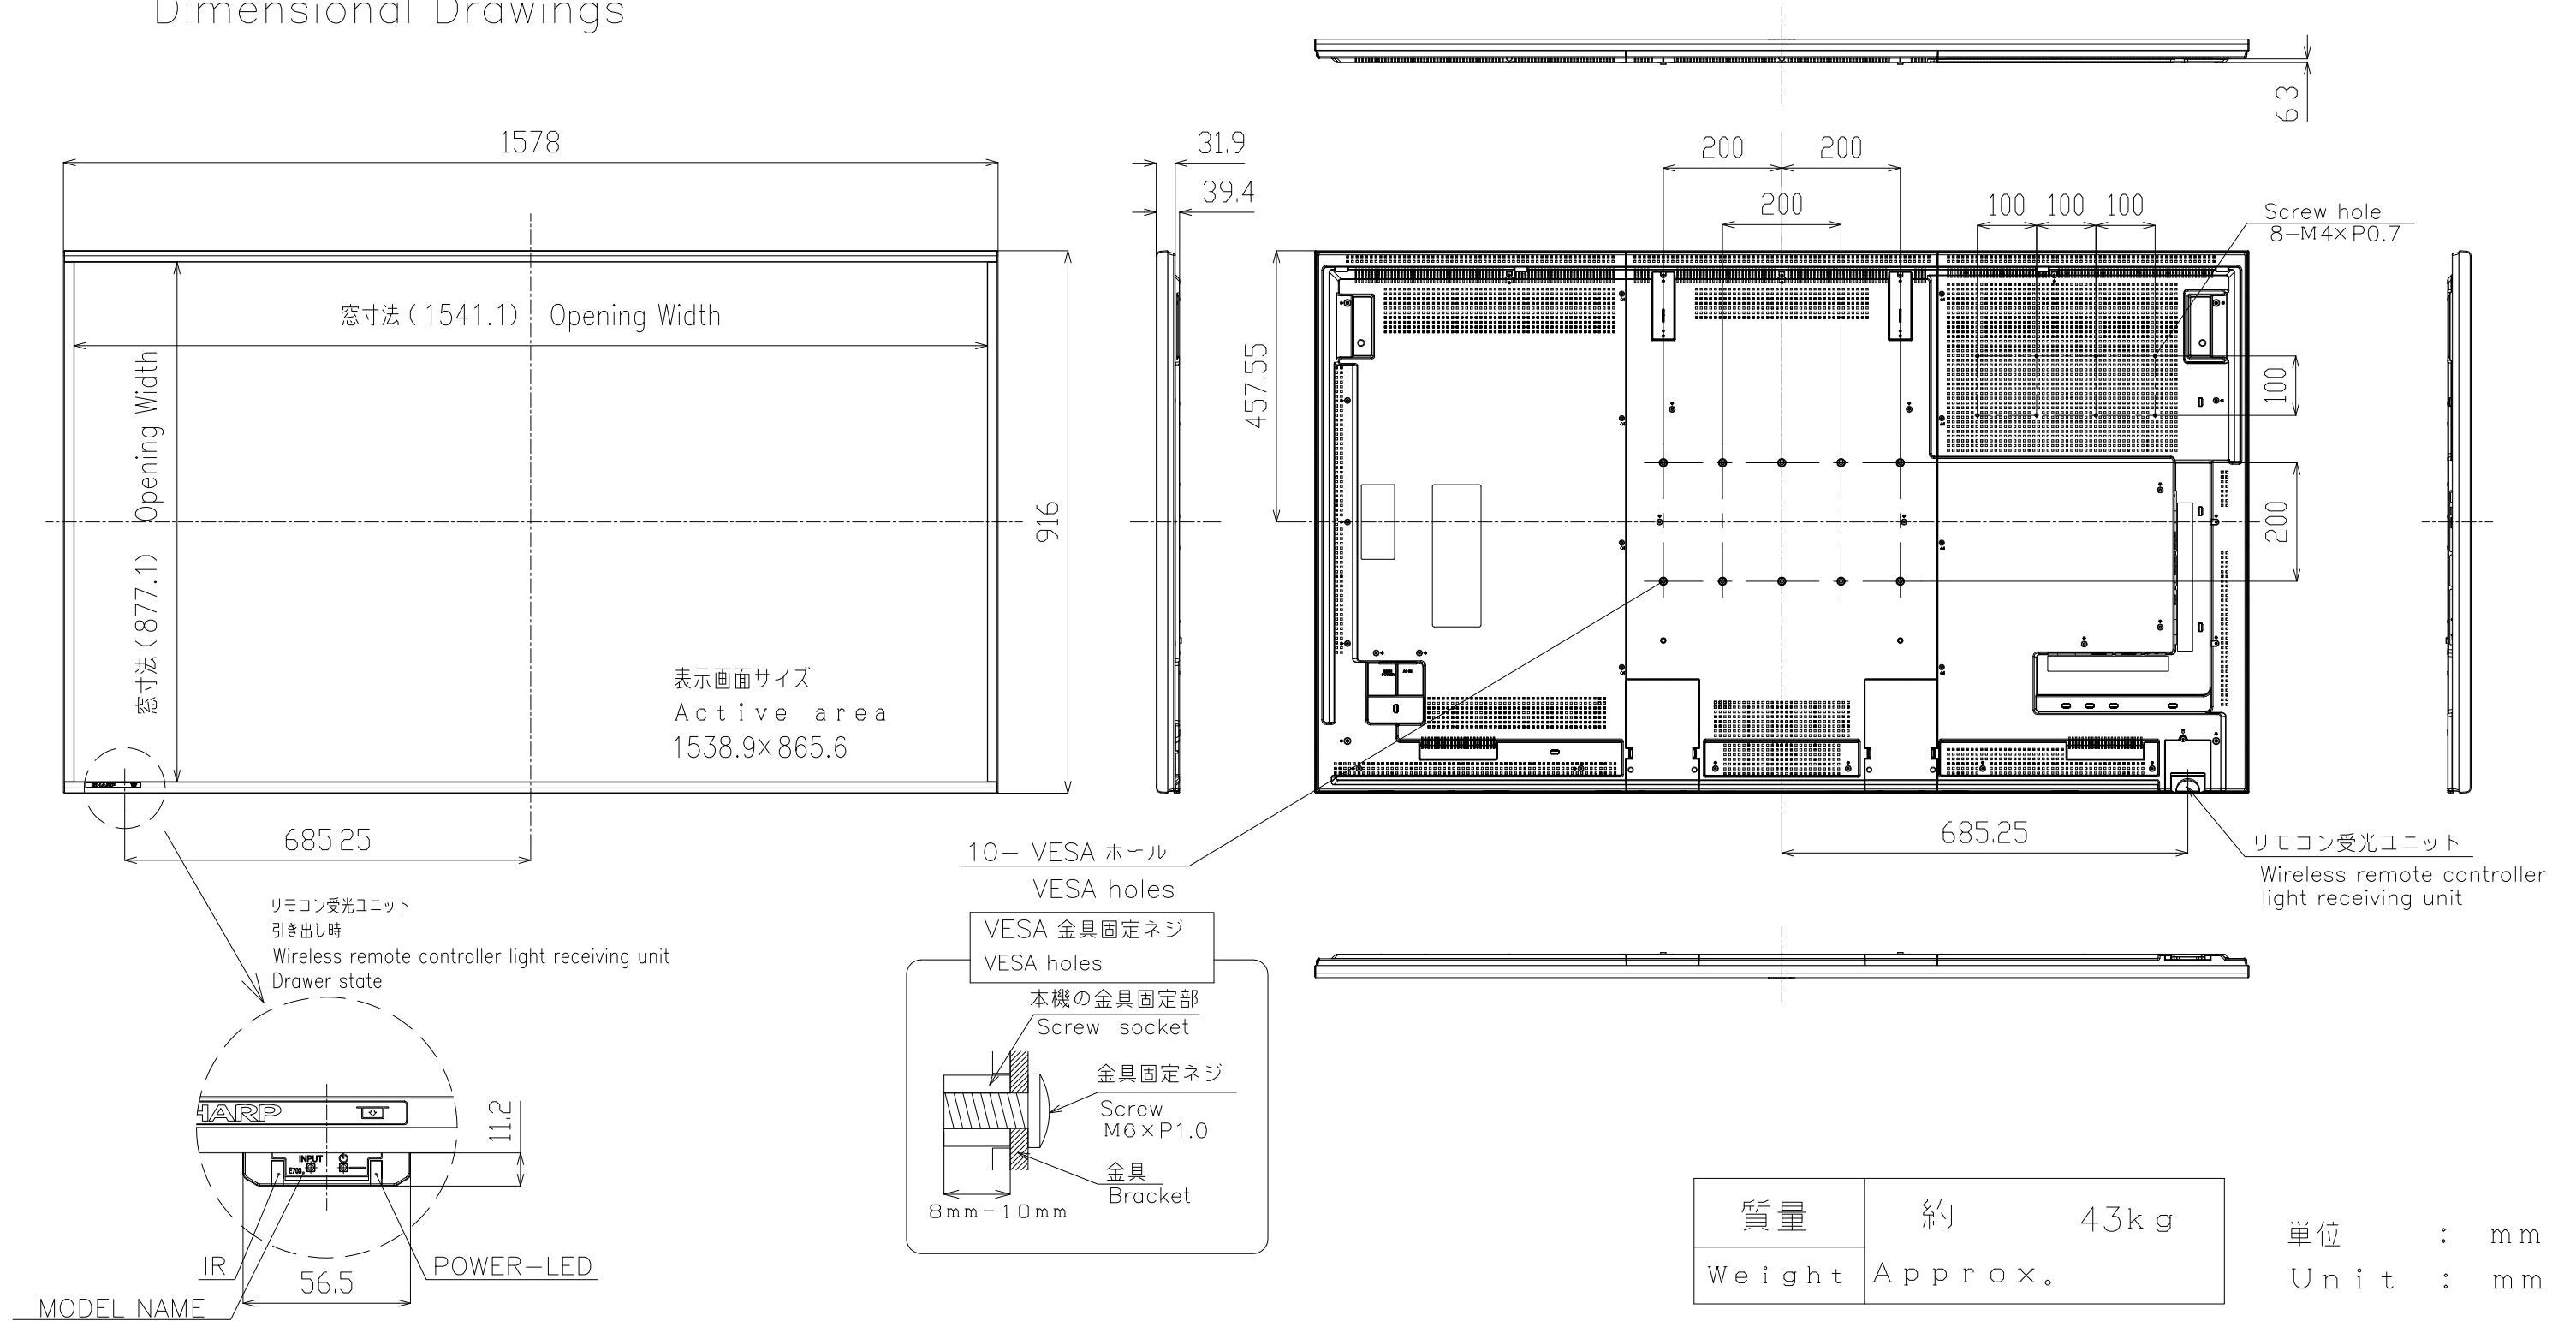 Dimensional Drawings
6.3
1578
31.9
39.4
200
200
200
100
100
100
Screw hole
8-M4×P0.7
窓寸法(1541.1) Opening Width
窓寸法(877.1) Opening Width
916
457.55
100
200
表示画面サイズ
Active area
1538.9×865.6
685.25
685.25
10- VESA ホール
VESA holes
リモコン受光ユニット
Wireless remote controller
light receiving unit
リモコン受光ユニット
引き出し時
Wireless remote controller light receiving unit
Drawer state
VESA 金具固定ネジ
VESA holes
本機の金具固定部
Screw socket
金具固定ネジ
Screw
M6×P1.0
金具
Bracket
8mm-10mm
HARP
11.2
INPUT
IR
POWER-LED
56.5
MODEL NAME
質量 約 43kg
Weight Approx.
単位 : mm
Unit : mm